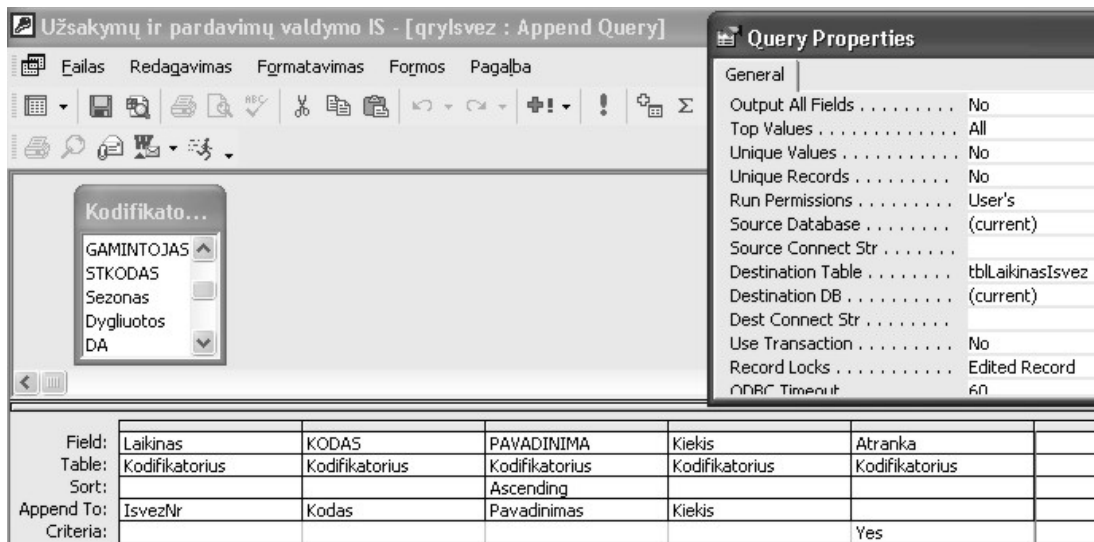 Užsakymų ir pardavimų valdymo IS - [qryIsvez : Append Query]
Failas Redagavimas Formatavimas Formos Pagalba
Kodifikato...
GAMINTOJAS
STKODAS
Sezonas
Dygliuotos
DA
Query Properties
General
Output All Fields . . . . . . . . . No
Top Values . . . . . . . . . . . . . All
Unique Values . . . . . . . . . . . No
Unique Records . . . . . . . . . No
Run Permissions . . . . . . . . . User's
Source Database . . . . . . . . (current)
Source Connect Str . . . . . . .
Destination Table . . . . . . . . tblLaikinasIsvez
Destination DB . . . . . . . . . . (current)
Dest Connect Str . . . . . . . .
Use Transaction . . . . . . . . . No
Record Locks . . . . . . . . . . . Edited Record
ODBC Timeout 60
Field: Laikinas KODAS PAVADINIMA Kiekis Atranka
Table: Kodifikatorius Kodifikatorius Kodifikatorius Kodifikatorius Kodifikatorius
Sort: Ascending
Append To: IsvezNr Kodas Pavadinimas Kiekis
Criteria: Yes